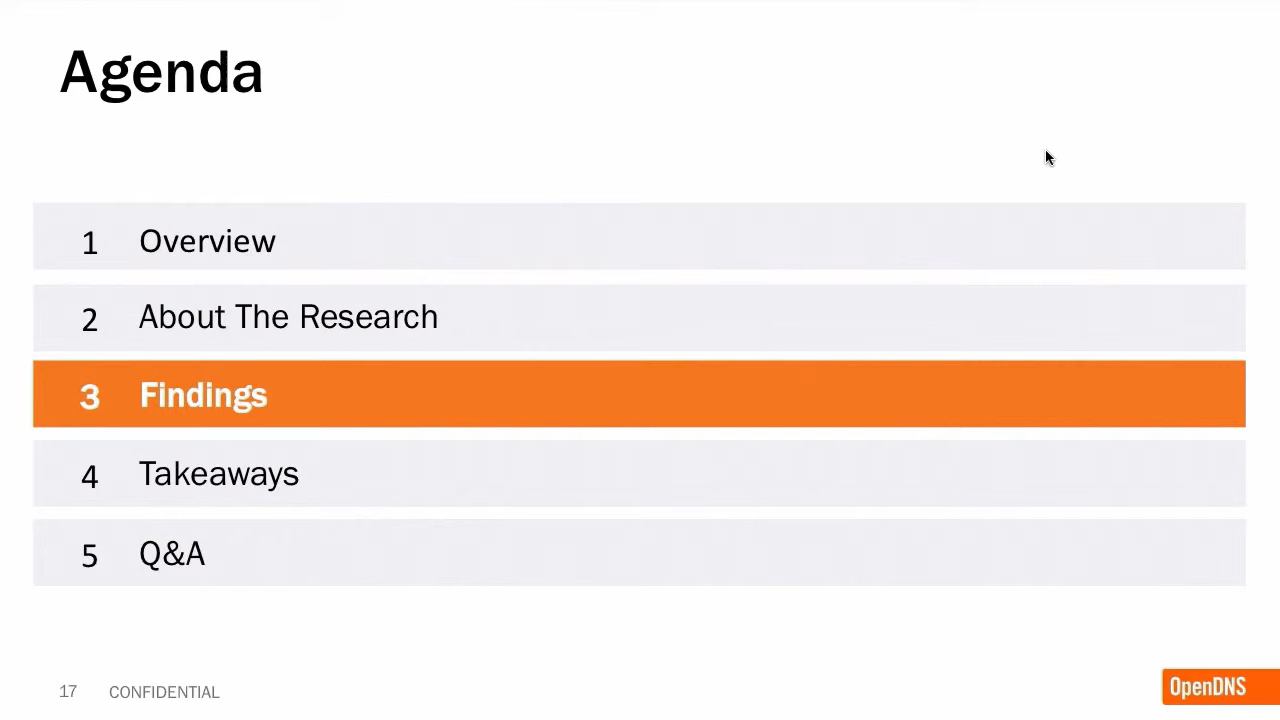 Agenda
1 Overview
2 About The Research
3 Findings
4 Takeaways
5 Q&A
17 CONFIDENTIAL
OpenDNS